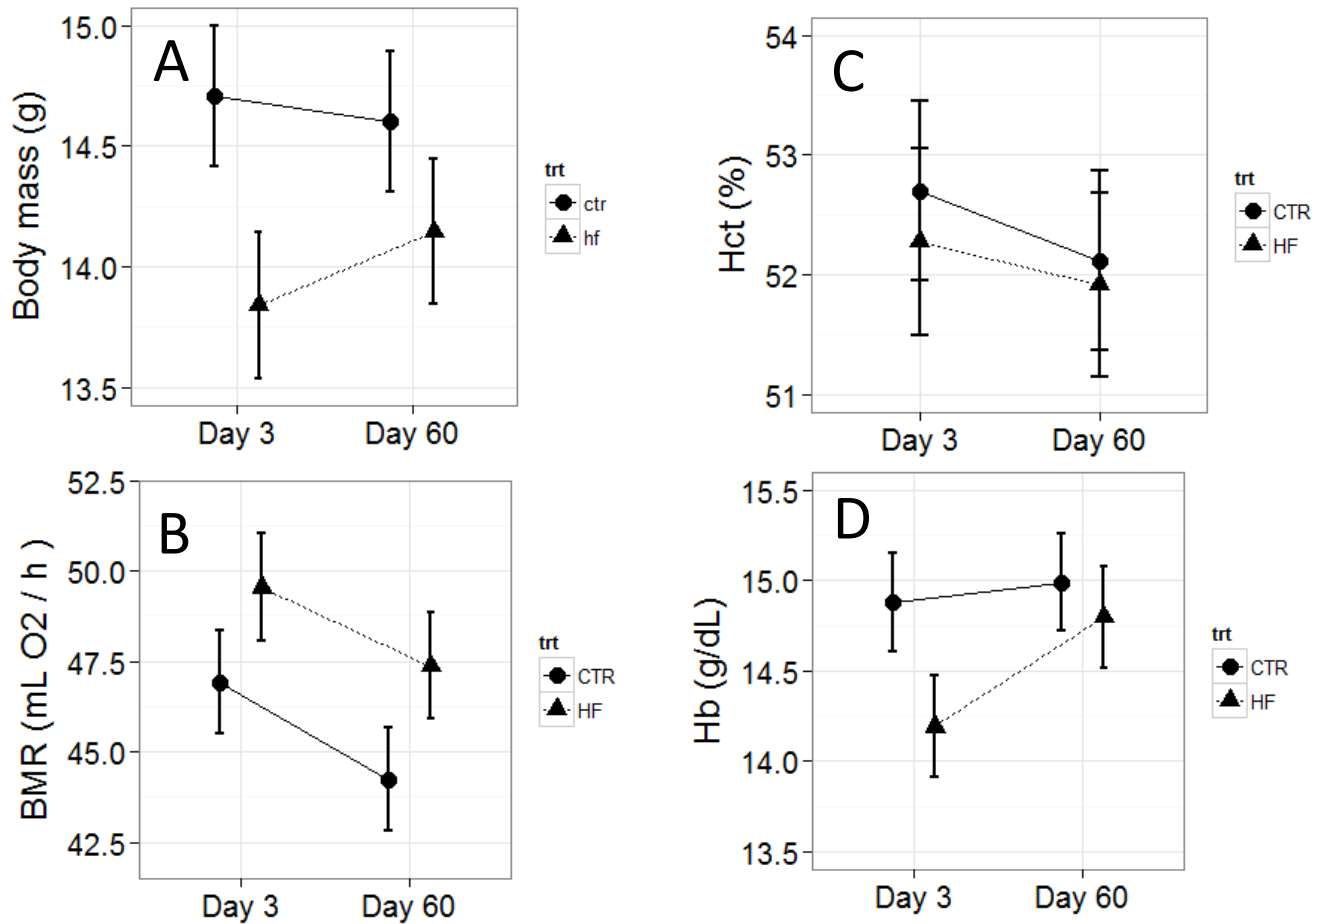 A
Body mass (g)
15.0
14.5
14.0
13.5
Day 3 Day 60
trt
ctr
hf
B
BMR (mL O2 / h )
52.5
50.0
47.5
45.0
42.5
Day 3 Day 60
trt
CTR
HF
C
Hct (%)
54
53
52
51
Day 3 Day 60
trt
CTR
HF
D
Hb (g/dL)
15.5
15.0
14.5
14.0
13.5
Day 3 Day 60
trt
CTR
HF